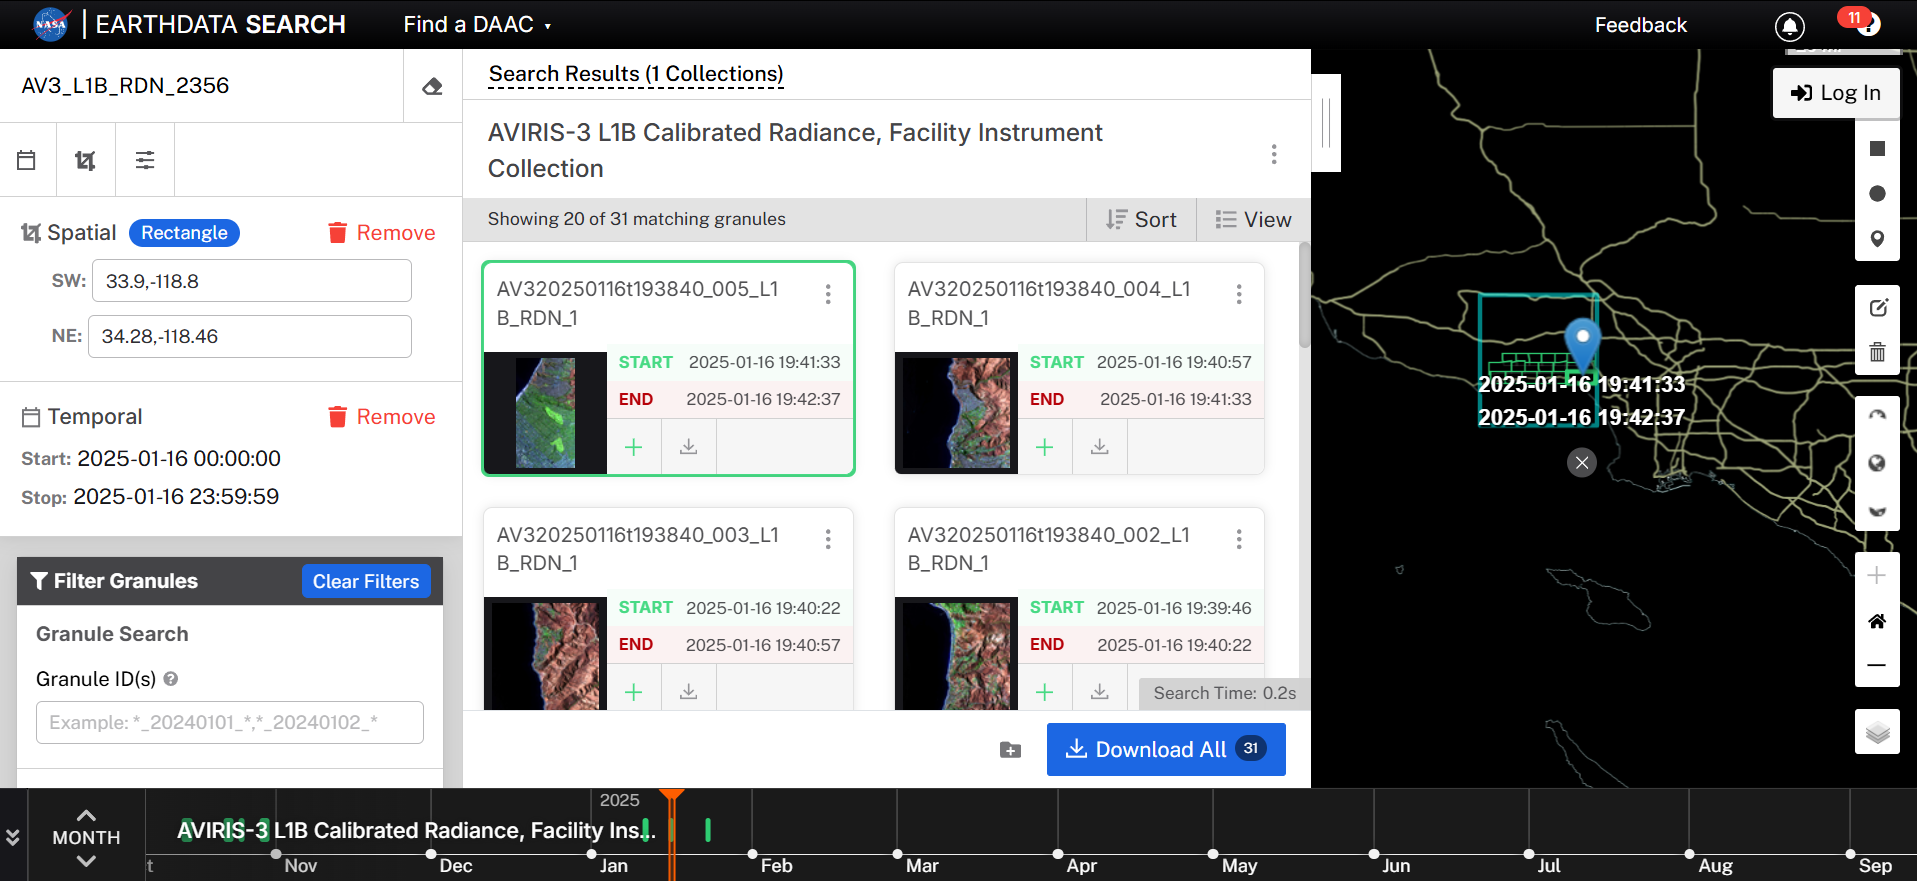 NASA
EARTHDATA SEARCH
Find a DAAC
Feedback
11
?
AV3_L1B_RDN_2356
Search Results (1 Collections)
Log In
AVIRIS-3 L1B Calibrated Radiance, Facility Instrument
Collection
Spatial
Rectangle
Remove
SW:
33.9,-118.8
NE:
34.28,-118.46
Showing 20 of 31 matching granules
Sort
View
Temporal
Remove
Start: 2025-01-16 00:00:00
Stop: 2025-01-16 23:59:59
AV320250116t193840_005_L1
B_RDN_1
START 2025-01-16 19:41:33
END 2025-01-16 19:42:37
AV320250116t193840_004_L1
B_RDN_1
START 2025-01-16 19:40:57
END 2025-01-16 19:41:33
AV320250116t193840_003_L1
B_RDN_1
START 2025-01-16 19:40:22
END 2025-01-16 19:40:57
AV320250116t193840_002_L1
B_RDN_1
START 2025-01-16 19:39:46
END 2025-01-16 19:40:22
2025-01-16 19:41:33
2025-01-16 19:42:37
Filter Granules
Clear Filters
Granule Search
Granule ID(s)
?
Example: *_20240101_*,*_20240102_*
Search Time: 0.2s
Download All 31
MONTH
2025
AVIRIS-3 L1B Calibrated Radiance, Facility Ins...
t
Nov
Dec
Jan
Feb
Mar
Apr
May
Jun
Jul
Aug
Sep